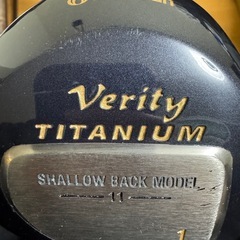 Verity
TITANIUM
SHALLOW BACK MODEL
11
1